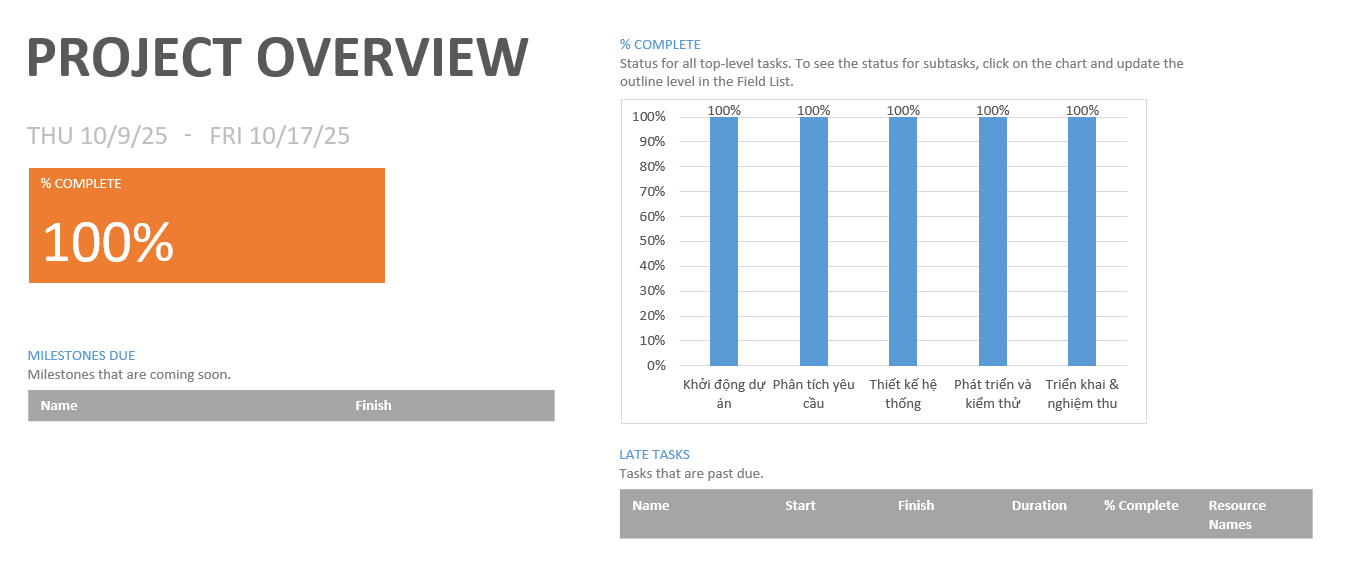 PROJECT OVERVIEW
THU 10/9/25 - FRI 10/17/25
% COMPLETE
100%
MILESTONES DUE
Milestones that are coming soon.
Name Finish
% COMPLETE
Status for all top-level tasks. To see the status for subtasks, click on the chart and update the
outline level in the Field List.
100% 100% 100% 100% 100%
100%
90%
80%
70%
60%
50%
40%
30%
20%
10%
0%
Khởi động dự án
Phân tích yêu cầu
Thiết kế hệ thống
Phát triển và kiểm thử
Triển khai & nghiệm thu
LATE TASKS
Tasks that are past due.
Name Start Finish Duration % Complete Resource Names